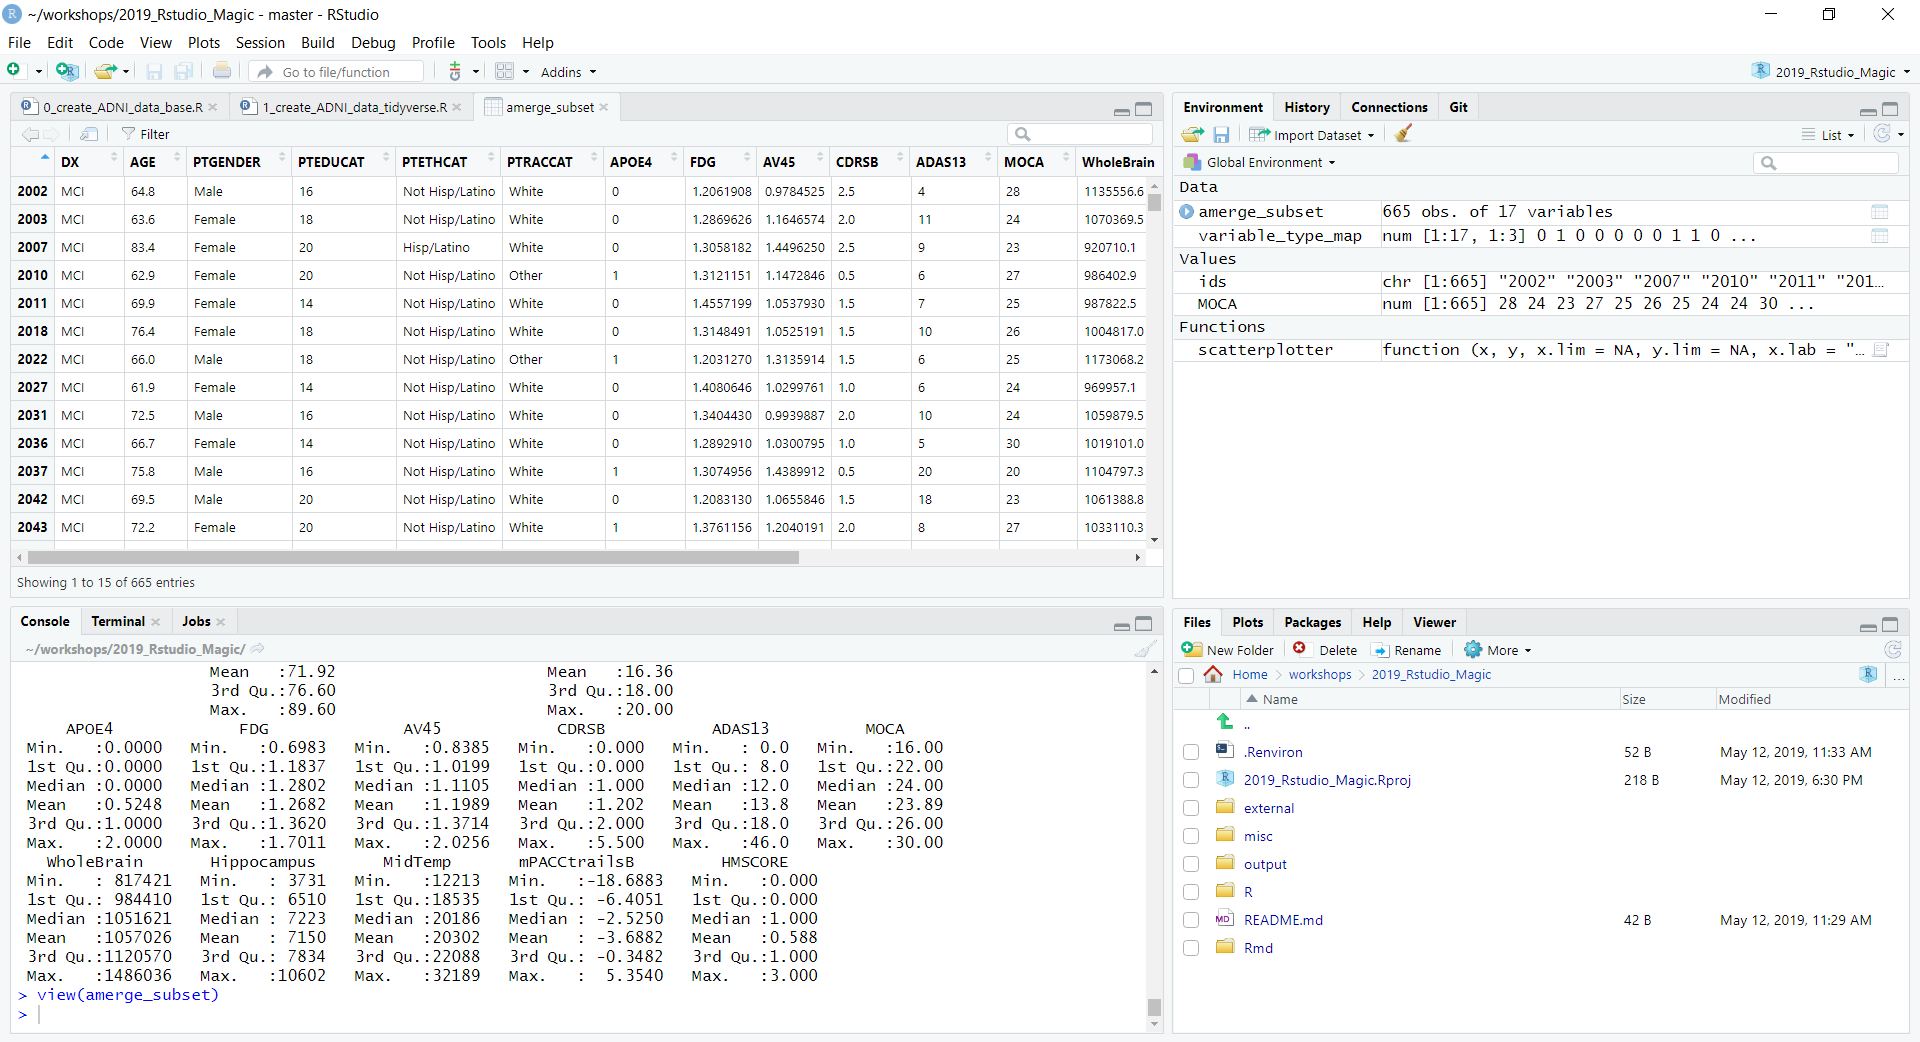 ~/workshops/2019_Rstudio_Magic - master - RStudio
File Edit Code View Plots Session Build Debug Profile Tools Help
Go to file/function Addins 2019_Rstudio_Magic
0_create_ADNI_data_base.R 1_create_ADNI_data_tidyverse.R amerge_subset
Filter
DX AGE PTGENDER PTEDUCAT PTETHCAT PTRACCAT APOE4 FDG AV45 CDRSB ADAS13 MOCA WholeBrain
2002 MCI 64.8 Male 16 Not Hisp/Latino White 0 1.2061908 0.9784525 2.5 4 28 1135556.6
2003 MCI 63.6 Female 18 Not Hisp/Latino White 0 1.2869626 1.1646574 2.0 11 24 1070369.5
2007 MCI 83.4 Female 20 Hisp/Latino White 0 1.3058182 1.4496250 2.5 9 23 920710.1
2010 MCI 62.9 Female 20 Not Hisp/Latino Other 1 1.3121151 1.1472846 0.5 6 27 986402.9
2011 MCI 69.9 Female 14 Not Hisp/Latino White 0 1.4557199 1.0537930 1.5 7 25 987822.5
2018 MCI 76.4 Female 18 Not Hisp/Latino White 0 1.3148491 1.0525191 1.5 10 26 1004817.0
2022 MCI 66.0 Male 18 Not Hisp/Latino Other 1 1.2031270 1.3135914 1.5 6 25 1173068.2
2027 MCI 61.9 Female 14 Not Hisp/Latino White 0 1.4080646 1.0299761 1.0 6 24 969957.1
2031 MCI 72.5 Male 16 Not Hisp/Latino White 0 1.3404430 0.9939887 2.0 10 24 1059879.5
2036 MCI 66.7 Female 14 Not Hisp/Latino White 0 1.2892910 1.0300795 1.0 5 30 1019101.0
2037 MCI 75.8 Male 16 Not Hisp/Latino White 1 1.3074956 1.4389912 0.5 20 20 1104797.3
2042 MCI 69.5 Male 20 Not Hisp/Latino White 0 1.2083130 1.0655846 1.5 18 23 1061388.8
2043 MCI 72.2 Female 20 Not Hisp/Latino White 1 1.3761156 1.2040191 2.0 8 27 1033110.3
Showing 1 to 15 of 665 entries
Environment History Connections Git
Import Dataset List
Global Environment
Data
amerge_subset 665 obs. of 17 variables
variable_type_map num [1:17, 1:3] 0 1 0 0 0 0 0 1 1 0 ...
Values
ids chr [1:665] "2002" "2003" "2007" "2010" "2011" "201...
MOCA num [1:665] 28 24 23 27 25 26 25 24 24 30 ...
Functions
scatterplotter function (x, y, x.lim = NA, y.lim = NA, x.lab = "...
Console Terminal Jobs
~/workshops/2019_Rstudio_Magic/
Mean :71.92 Mean :16.36
3rd Qu.:76.60 3rd Qu.:18.00
Max. :89.60 Max. :20.00
APOE4 FDG AV45 CDRSB ADAS13 MOCA
Min. :0.0000 Min. :0.6983 Min. :0.8385 Min. :0.000 Min. : 0.0 Min. :16.00
1st Qu.:0.0000 1st Qu.:1.1837 1st Qu.:1.0199 1st Qu.:0.000 1st Qu.: 8.0 1st Qu.:22.00
Median :0.0000 Median :1.2802 Median :1.1105 Median :1.000 Median :12.0 Median :24.00
Mean :0.5248 Mean :1.2682 Mean :1.1989 Mean :1.202 Mean :13.8 Mean :23.89
3rd Qu.:1.0000 3rd Qu.:1.3620 3rd Qu.:1.3714 3rd Qu.:2.000 3rd Qu.:18.0 3rd Qu.:26.00
Max. :2.0000 Max. :1.7011 Max. :2.0256 Max. :5.500 Max. :46.0 Max. :30.00
WholeBrain Hippocampus MidTemp mPACCtrailsB HMSCORE
Min. : 817421 Min. : 3731 Min. :12213 Min. :-18.6883 Min. :0.000
1st Qu.: 984410 1st Qu.: 6510 1st Qu.:18535 1st Qu.: -6.4051 1st Qu.:0.000
Median :1051621 Median : 7223 Median :20186 Median : -2.5250 Median :1.000
Mean :1057026 Mean : 7150 Mean :20302 Mean : -3.6882 Mean :0.588
3rd Qu.:1120570 3rd Qu.: 7834 3rd Qu.:22088 3rd Qu.: -0.3482 3rd Qu.:1.000
Max. :1486036 Max. :10602 Max. :32189 Max. : 5.3540 Max. :3.000
> view(amerge_subset)
>
Files Plots Packages Help Viewer
New Folder Delete Rename More
Home workshops 2019_Rstudio_Magic ...
Name Size Modified
..
.Renviron 52 B May 12, 2019, 11:33 AM
2019_Rstudio_Magic.Rproj 218 B May 12, 2019, 6:30 PM
external
misc
output
R
README.md 42 B May 12, 2019, 11:29 AM
Rmd